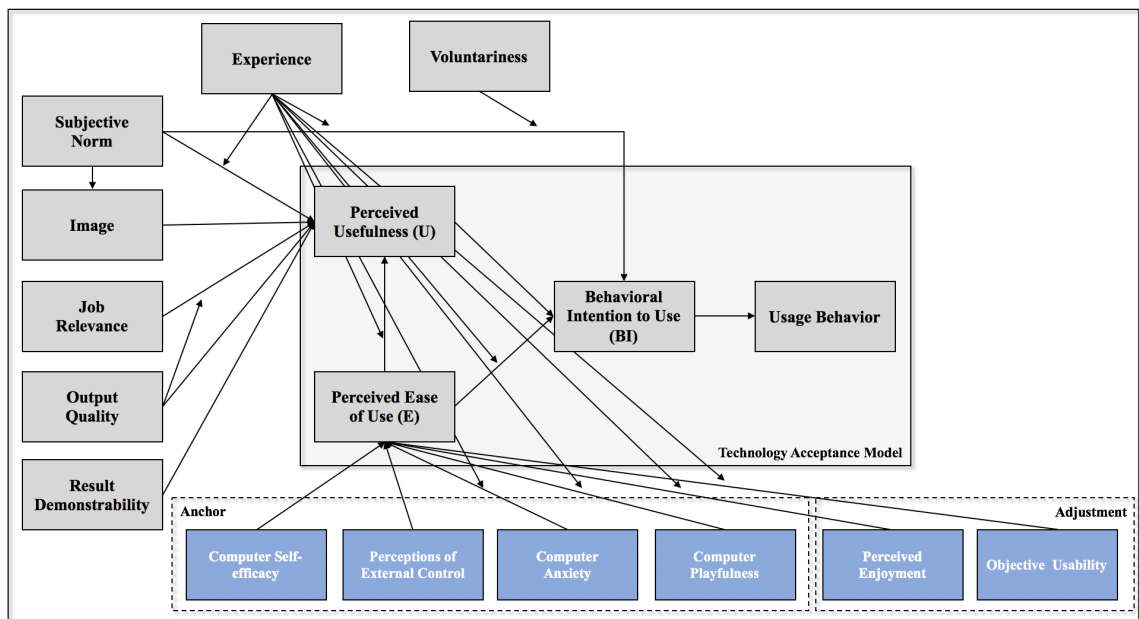 Experience
Voluntariness
Subjective
Norm
Image
Perceived
Usefulness (U)
Job
Relevance
Behavioral
Intention to Use
(BI)
Usage Behavior
Output
Quality
Perceived Ease
of Use (E)
Technology Acceptance Model
Result
Demonstrability
Anchor
Adjustment
Computer Self-
efficacy
Perceptions of
External Control
Computer
Anxiety
Computer
Playfulness
Perceived
Enjoyment
Objective Usability